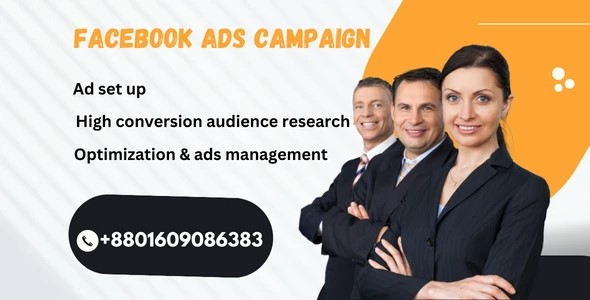 FACEBOOK ADS CAMPAIGN
Ad set up
High conversion audience research
Optimization & ads management
+8801609086383